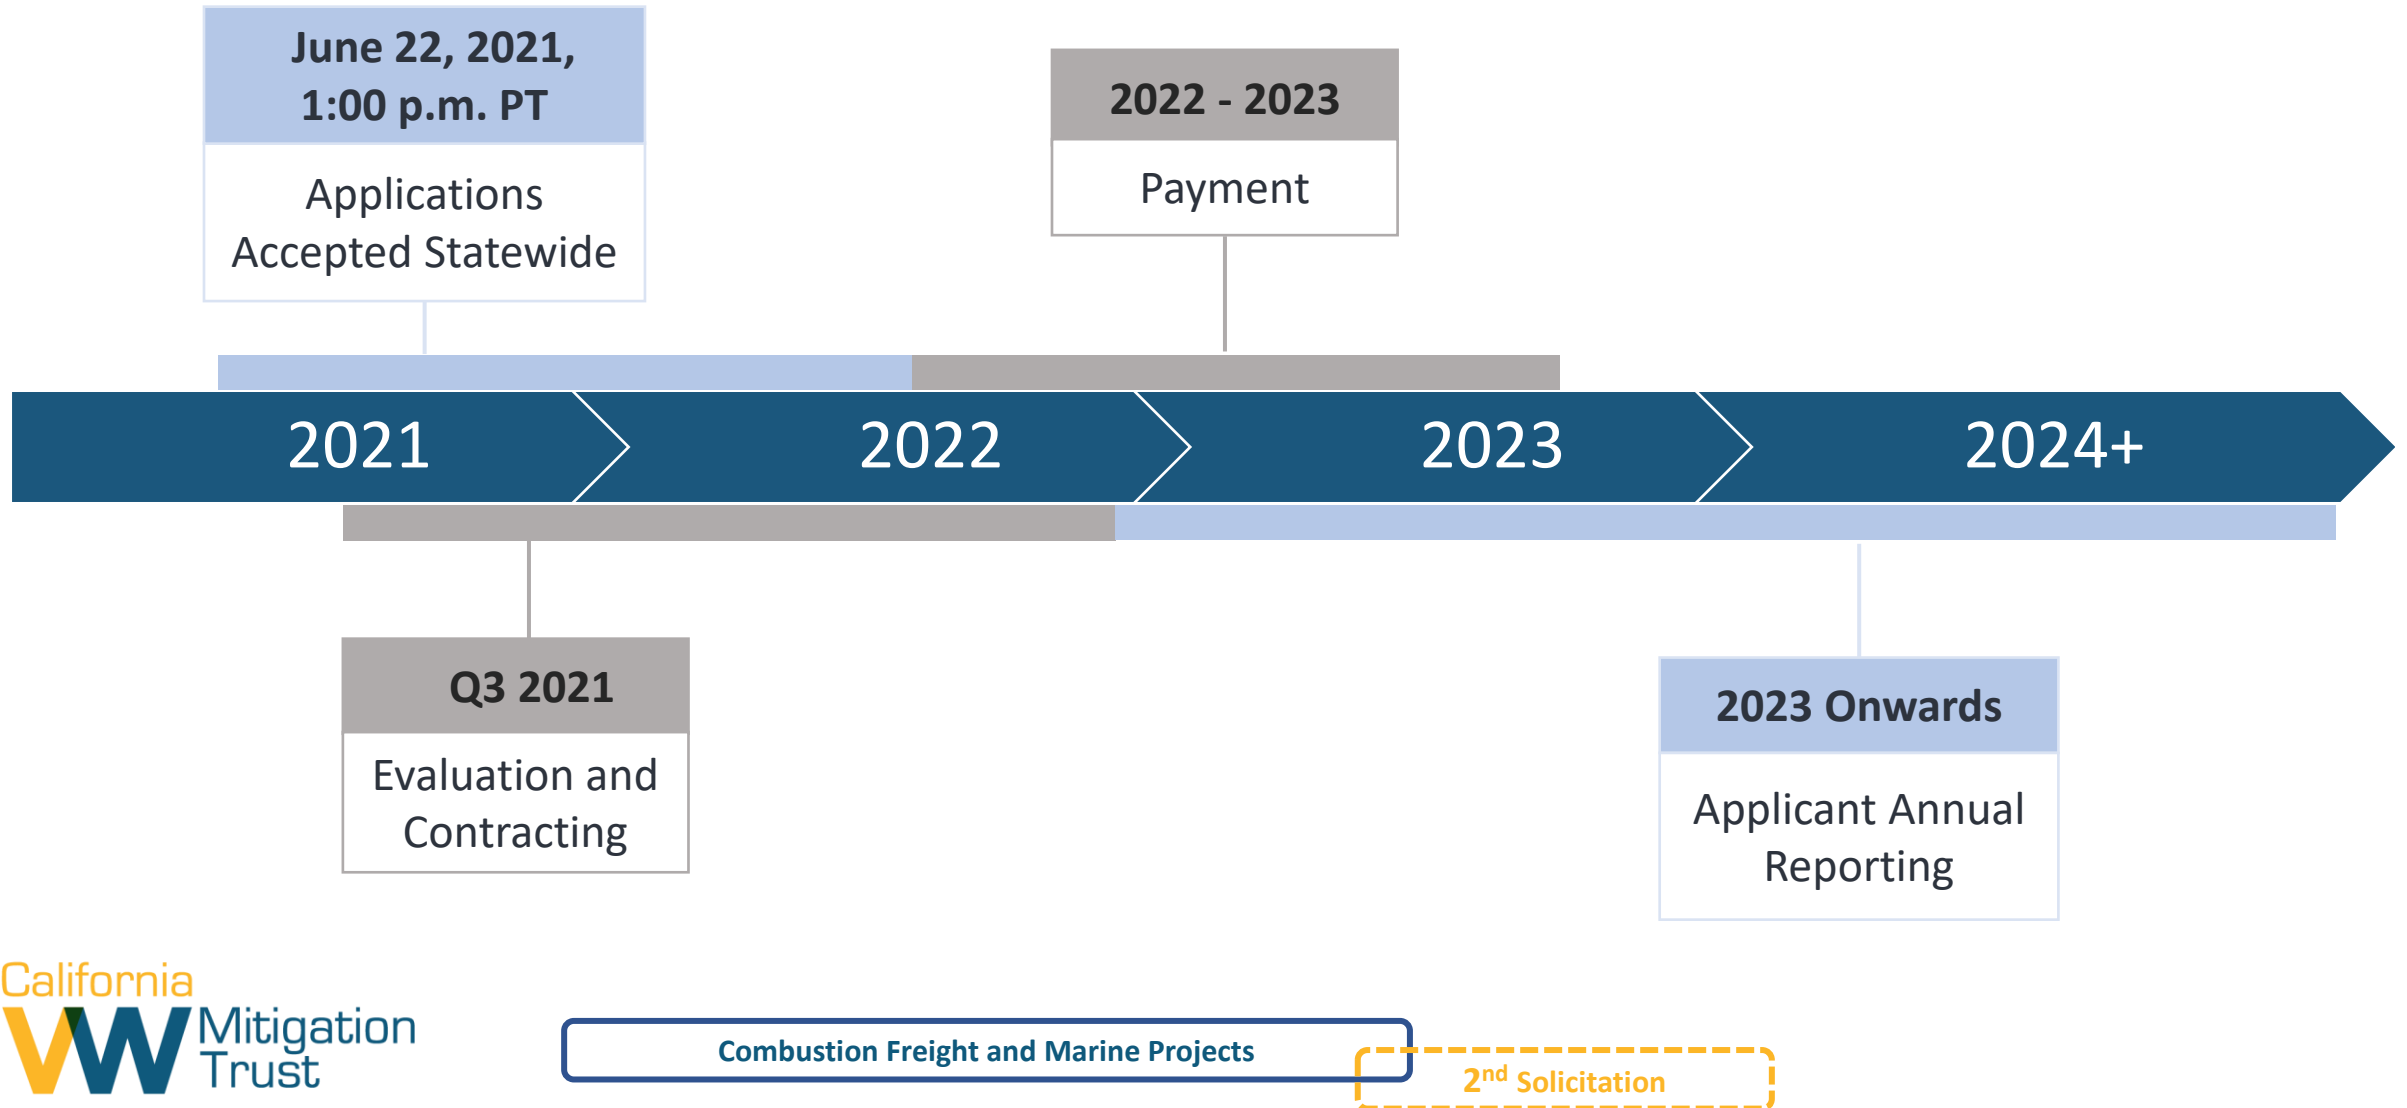 June 22, 2021,
1:00 p.m. PT
Applications
Accepted Statewide
2022 - 2023
Payment
2021
2022
2023
2024+
Q3 2021
Evaluation and
Contracting
2023 Onwards
Applicant Annual
Reporting
California
VW Mitigation
Trust
Combustion Freight and Marine Projects
2nd Solicitation